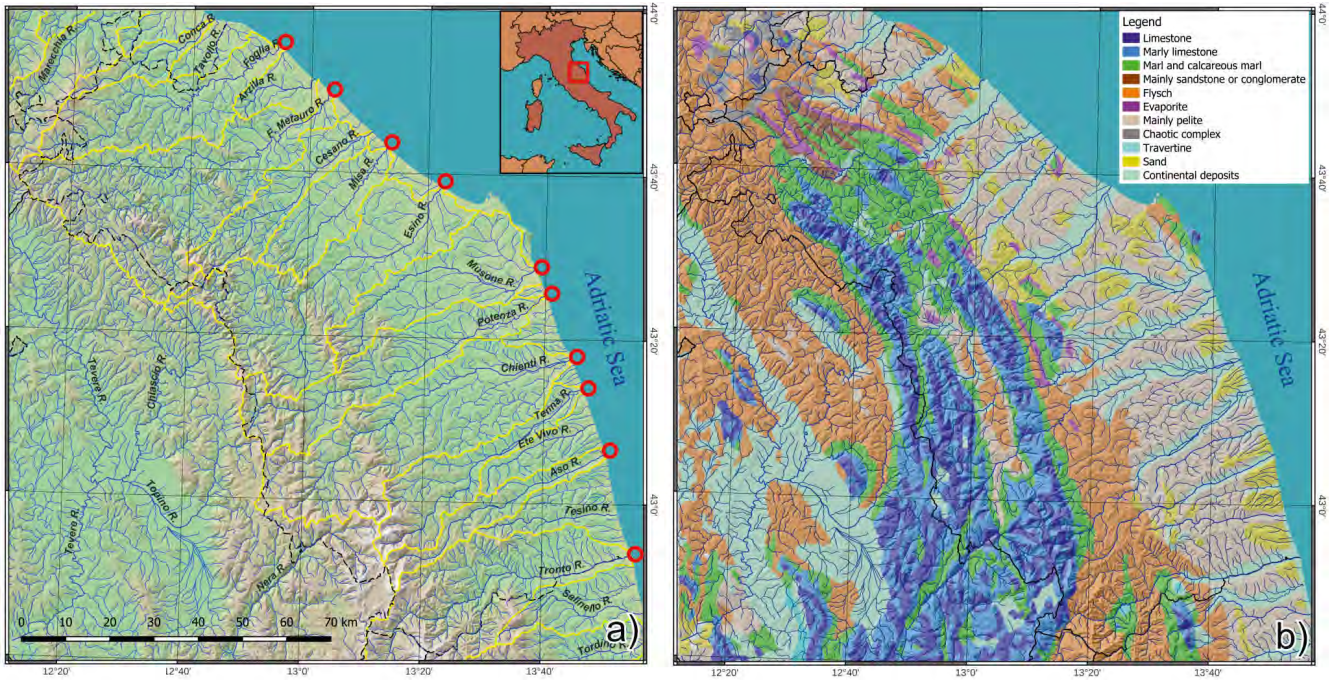 Marecchia R.
Conca R.
Tavollo R.
Foglia R.
Arzilla R.
F. Metauro R.
Cesano R.
Misa R.
Esino R.
Musone R.
Potenza R.
Chienti R.
Tenna R.
Ete Vivo R.
Aso R.
Tesino R.
Tronto R.
Salinello R.
Tordino R.
Tevere R.
Chiascio R.
Topino R.
Tevere R.
Nera R.
Adriatic Sea
0 10 20 30 40 50 60 70 km
a)
44°0'
43°40'
43°20'
43°0'
12°20' 12°40' 13°0' 13°20' 13°40'
Legend
Limestone
Marly limestone
Marl and calcareous marl
Mainly sandstone or conglomerate
Flysch
Evaporite
Mainly pelite
Chaotic complex
Travertine
Sand
Continental deposits
Adriatic Sea
b)
44°0'
43°40'
43°20'
43°0'
12°20' 12°40' 13°0' 13°20' 13°40'